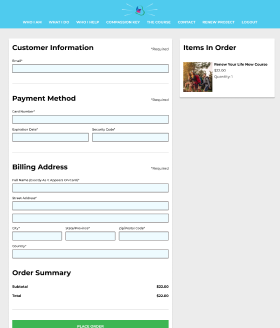 WHO I AM WHAT I DO WHO I HELP COMPASSION KEY THE COURSE CONTACT RENEW PROJECT LOGOUT
Customer Information
*Required
Email*
Payment Method
*Required
Card Number*
Expiration Date*
Security Code*
Billing Address
*Required
Full Name (Exactly As It Appears On Card)*
Street Address*
City*
State/Province*
Zip/Postal Code*
Country*
Order Summary
Subtotal $22.00
Total $22.00
PLACE ORDER
Items In Order
Renew Your Life Now Course
Quantity: 1